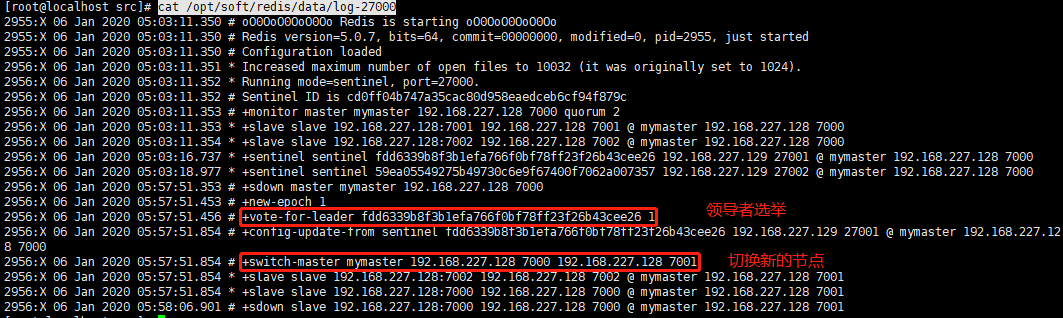 [root@localhost src]# cat /opt/soft/redis/data/log-27000
2955:X 06 Jan 2020 05:03:11.350 # oO0OoO0OoO0Oo Redis is starting oO0OoO0OoO0Oo
2955:X 06 Jan 2020 05:03:11.350 # Redis version=5.0.7, bits=64, commit=00000000, modified=0, pid=2955, just started
2955:X 06 Jan 2020 05:03:11.350 # Configuration loaded
2956:X 06 Jan 2020 05:03:11.351 * Increased maximum number of open files to 10032 (it was originally set to 1024).
2956:X 06 Jan 2020 05:03:11.352 * Running mode=sentinel, port=27000.
2956:X 06 Jan 2020 05:03:11.352 # Sentinel ID is cd0ff04b747a35cac80d958eaedceb6cf94f879c
2956:X 06 Jan 2020 05:03:11.353 # +monitor master mymaster 192.168.227.128 7000 quorum 2
2956:X 06 Jan 2020 05:03:11.353 * +slave slave 192.168.227.128:7001 192.168.227.128 7001 @ mymaster 192.168.227.128 7000
2956:X 06 Jan 2020 05:03:11.354 * +slave slave 192.168.227.128:7002 192.168.227.128 7002 @ mymaster 192.168.227.128 7000
2956:X 06 Jan 2020 05:03:16.737 * +sentinel sentinel fdd6339b8f3b1efa766f0bf78ff23f26b43cee26 192.168.227.129 27001 @ mymaster 192.168.227.128 7000
2956:X 06 Jan 2020 05:03:18.977 * +sentinel sentinel 59ea05549275b49730c6e9f67400f7062a007357 192.168.227.129 27002 @ mymaster 192.168.227.128 7000
2956:X 06 Jan 2020 05:57:51.353 # +sdown master mymaster 192.168.227.128 7000
2956:X 06 Jan 2020 05:57:51.453 # +new-epoch 1
2956:X 06 Jan 2020 05:57:51.456 # +vote-for-leader fdd6339b8f3b1efa766f0bf78ff23f26b43cee26 1 领导者选举
2956:X 06 Jan 2020 05:57:51.854 # +config-update-from sentinel fdd6339b8f3b1efa766f0bf78ff23f26b43cee26 192.168.227.129 27001 @ mymaster 192.168.227.12
8 7000
2956:X 06 Jan 2020 05:57:51.854 # +switch-master mymaster 192.168.227.128 7000 192.168.227.128 7001 切换新的节点
2956:X 06 Jan 2020 05:57:51.854 * +slave slave 192.168.227.128:7002 192.168.227.128 7002 @ mymaster 192.168.227.128 7001
2956:X 06 Jan 2020 05:57:51.854 * +slave slave 192.168.227.128:7000 192.168.227.128 7000 @ mymaster 192.168.227.128 7001
2956:X 06 Jan 2020 05:58:06.901 # +sdown slave 192.168.227.128:7000 192.168.227.128 7000 @ mymaster 192.168.227.128 7001